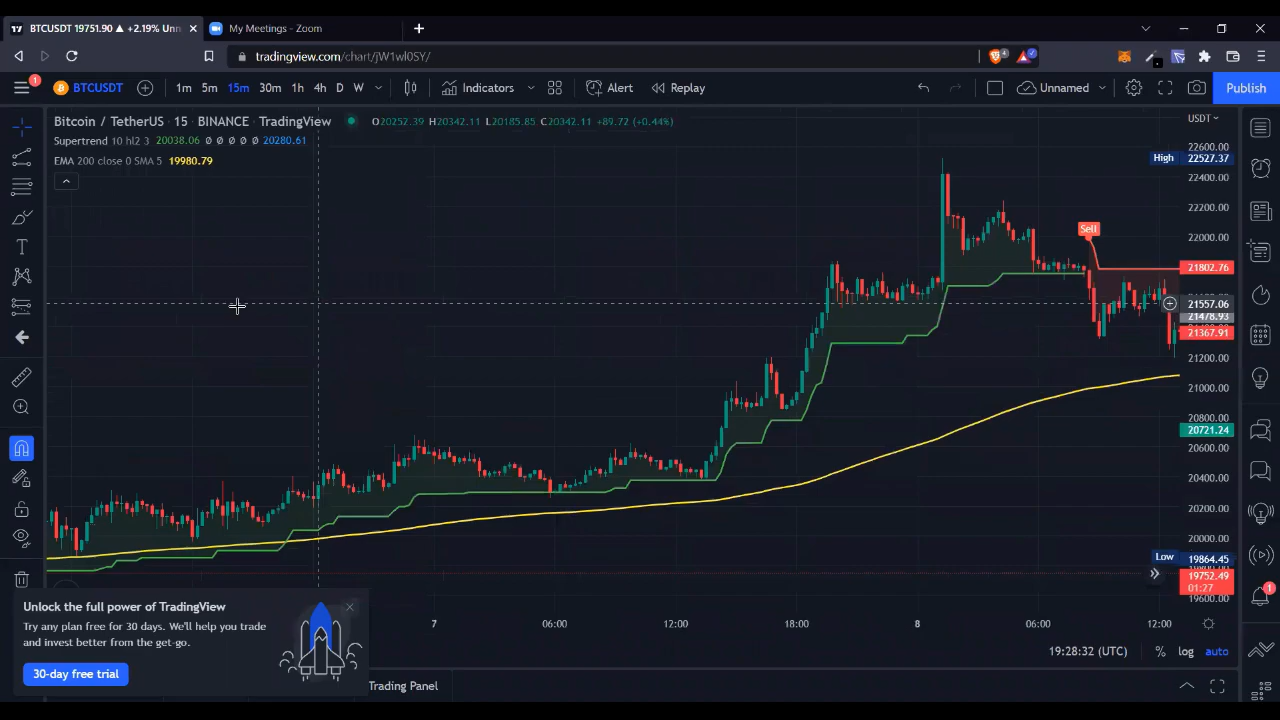 BTCUSDT 19751.90 ▲ +2.19% Unn
My Meetings - Zoom
tradingview.com/chart/jW1wl0SY/
BTCUSDT 1m 5m 15m 30m 1h 4h D W Indicators Alert Replay Unnamed Publish
Bitcoin / TetherUS · 15 · BINANCE · TradingView O20252.39 H20342.11 L20185.85 C20342.11 +89.72 (+0.44%)
USDT
Supertrend 10 hl2 3 20038.06 Ø Ø Ø Ø Ø 20280.61
EMA 200 close 0 SMA 5 19980.79
22600.00
High 22527.37
22400.00
22200.00
Sell
22000.00
21802.76
21557.06
21478.93
21367.91
21200.00
21000.00
20800.00
20721.24
20600.00
20400.00
20200.00
20000.00
Low 19864.45
19752.49
01:27
19600.00
Unlock the full power of TradingView
Try any plan free for 30 days. We'll help you trade
and invest better from the get-go.
30-day free trial
7 06:00 12:00 18:00 8 06:00 12:00
19:28:32 (UTC) % log auto
Trading Panel
1
1
4